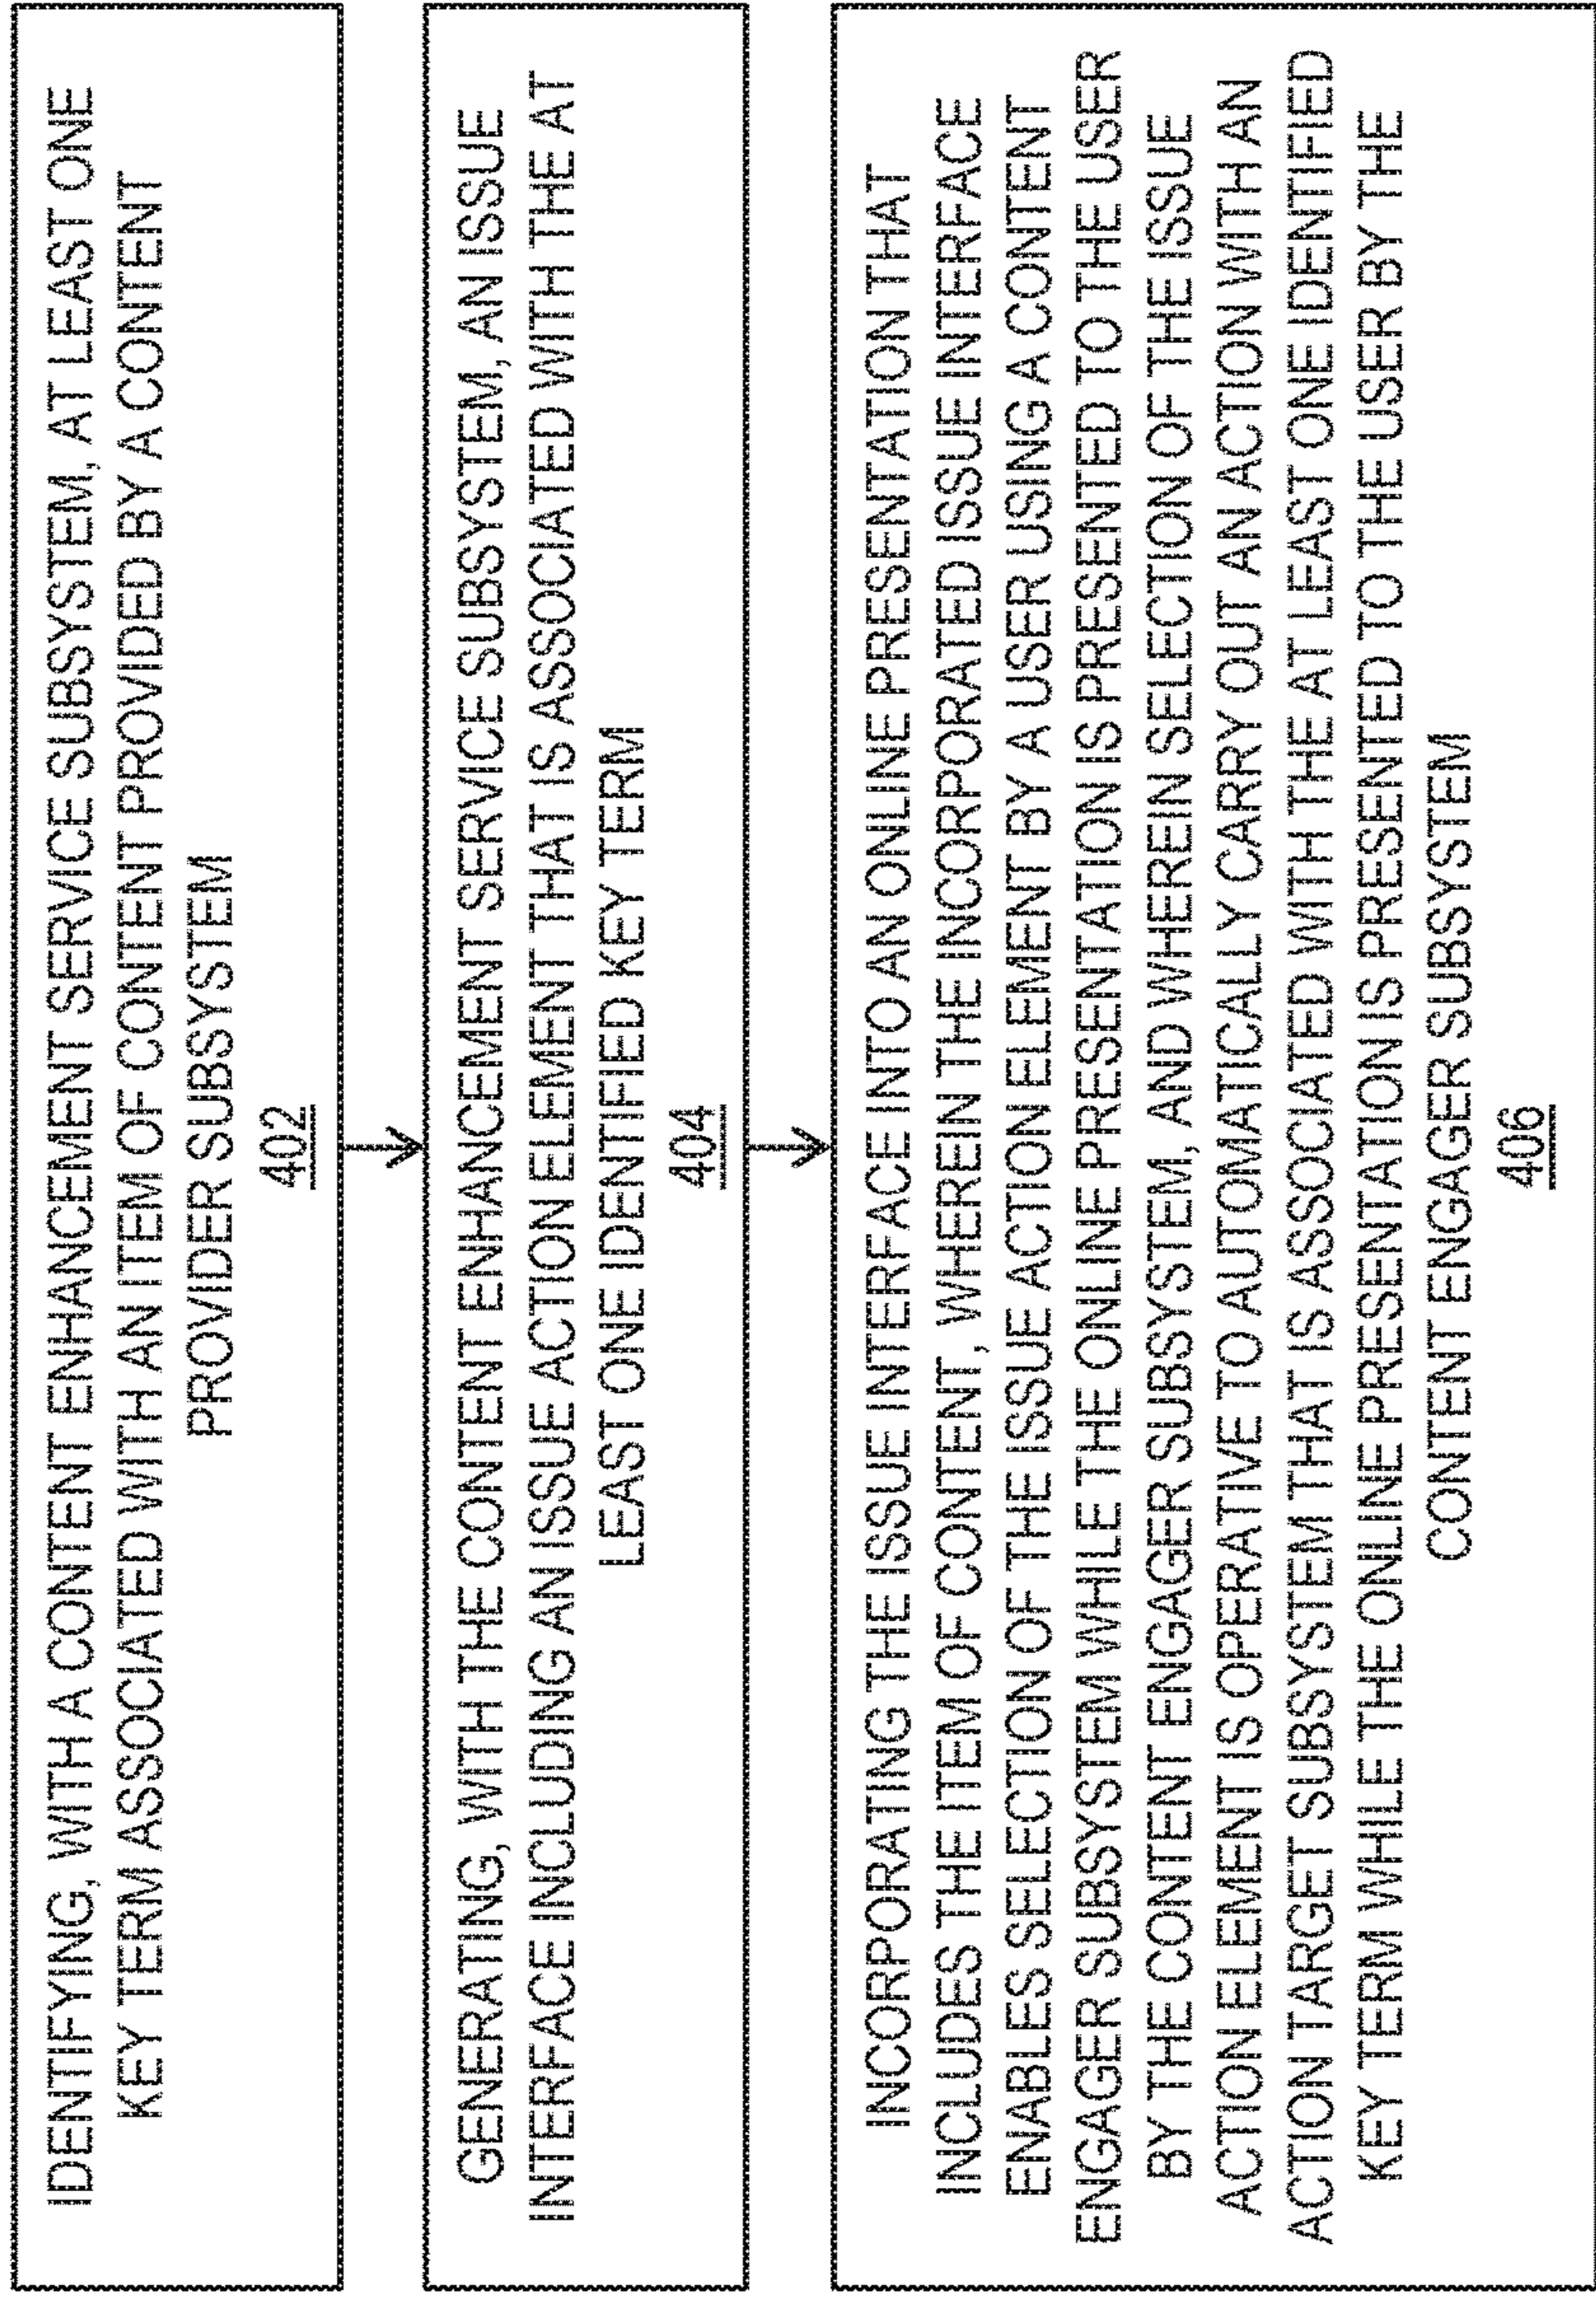 IDENTIFYING, WITH A CONTENT ENHANCEMENT SERVICE SUBSYSTEM, AT LEAST ONE
KEY TERM ASSOCIATED WITH AN ITEM OF CONTENT PROVIDED BY A CONTENT
PROVIDER SUBSYSTEM
402
GENERATING, WITH THE CONTENT ENHANCEMENT SERVICE SUBSYSTEM, AN ISSUE
INTERFACE INCLUDING AN ISSUE ACTION ELEMENT THAT IS ASSOCIATED WITH THE AT
LEAST ONE IDENTIFIED KEY TERM
404
INCORPORATING THE ISSUE INTERFACE INTO AN ONLINE PRESENTATION THAT
INCLUDES THE ITEM OF CONTENT, WHEREIN THE INCORPORATED ISSUE INTERFACE
ENABLES SELECTION OF THE ISSUE ACTION ELEMENT BY A USER USING A CONTENT
ENGAGER SUBSYSTEM WHILE THE ONLINE PRESENTATION IS PRESENTED TO THE USER
BY THE CONTENT ENGAGER SUBSYSTEM, AND WHEREIN SELECTION OF THE ISSUE
ACTION ELEMENT IS OPERATIVE TO AUTOMATICALLY CARRY OUT AN ACTION WITH AN
ACTION TARGET SUBSYSTEM THAT IS ASSOCIATED WITH THE AT LEAST ONE IDENTIFIED
KEY TERM WHILE THE ONLINE PRESENTATION IS PRESENTED TO THE USER BY THE
CONTENT ENGAGER SUBSYSTEM
406